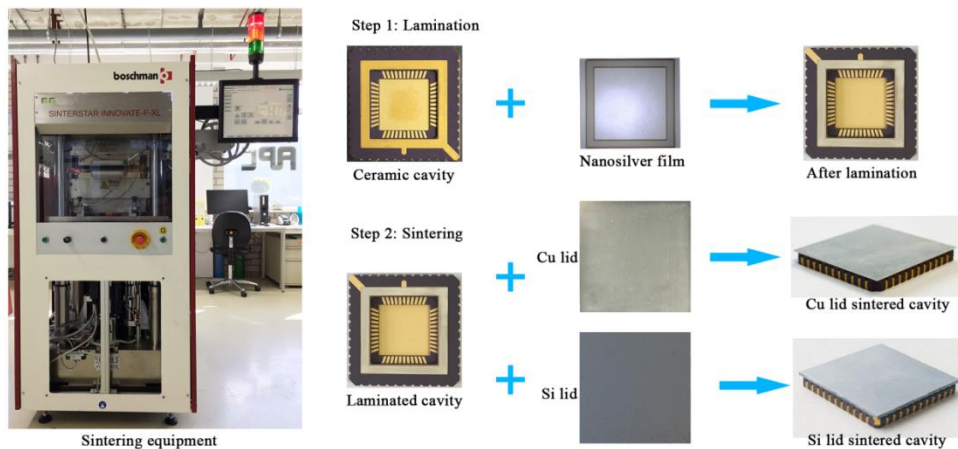 boschman
SINTERSTAR INNOVATE-F-XL
APC
Sintering equipment
Step 1: Lamination
Ceramic cavity
Nanosilver film
After lamination
Step 2: Sintering
Laminated cavity
Cu lid
Cu lid sintered cavity
Si lid
Si lid sintered cavity